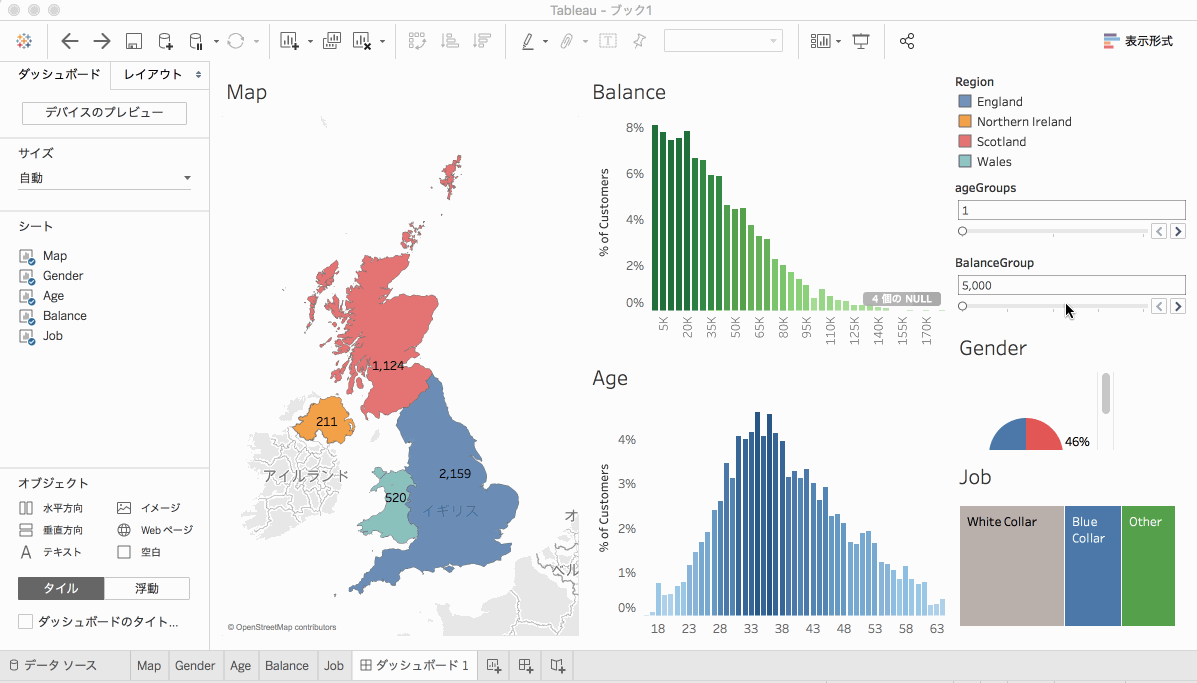 Tableau - ブック1
表示形式
ダッシュボード
レイアウト
デバイスのプレビュー
サイズ
自動
シート
Map
Gender
Age
Balance
Job
オブジェクト
水平方向
イメージ
垂直方向
Web ページ
A
テキスト
空白
タイル
浮動
ダッシュボードのタイト...
Map
1,124
211
2,159
520
アイルランド
イギリス
オ
ベル
© OpenStreetMap contributors
Balance
% of Customers
8%
6%
4%
2%
0%
4 個の NULL
5K
20K
35K
50K
65K
80K
95K
110K
125K
140K
155K
170K
Age
% of Customers
4%
3%
2%
1%
0%
18
23
28
33
38
43
48
53
58
63
Region
England
Northern Ireland
Scotland
Wales
ageGroups
1
BalanceGroup
5,000
Gender
46%
Job
White Collar
Blue
Collar
Other
データ ソース
Map
Gender
Age
Balance
Job
ダッシュボード 1